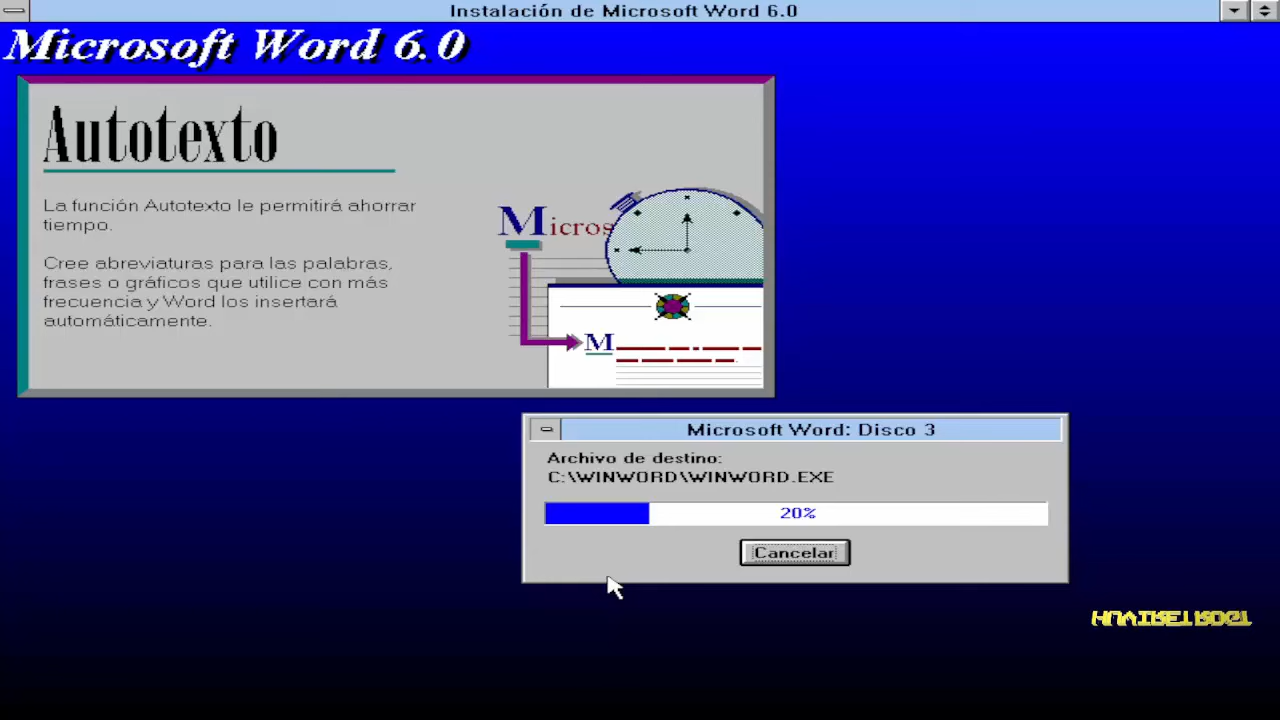 Instalación de Microsoft Word 6.0
Microsoft Word 6.0
Autotexto
La función Autotexto le permitirá ahorrar
tiempo.
Cree abreviaturas para las palabras,
frases o gráficos que utilice con más
frecuencia y Word los insertará
automáticamente.
Micros
M
Microsoft Word: Disco 3
Archivo de destino:
C:\WINWORD\WINWORD.EXE
20%
Cancelar